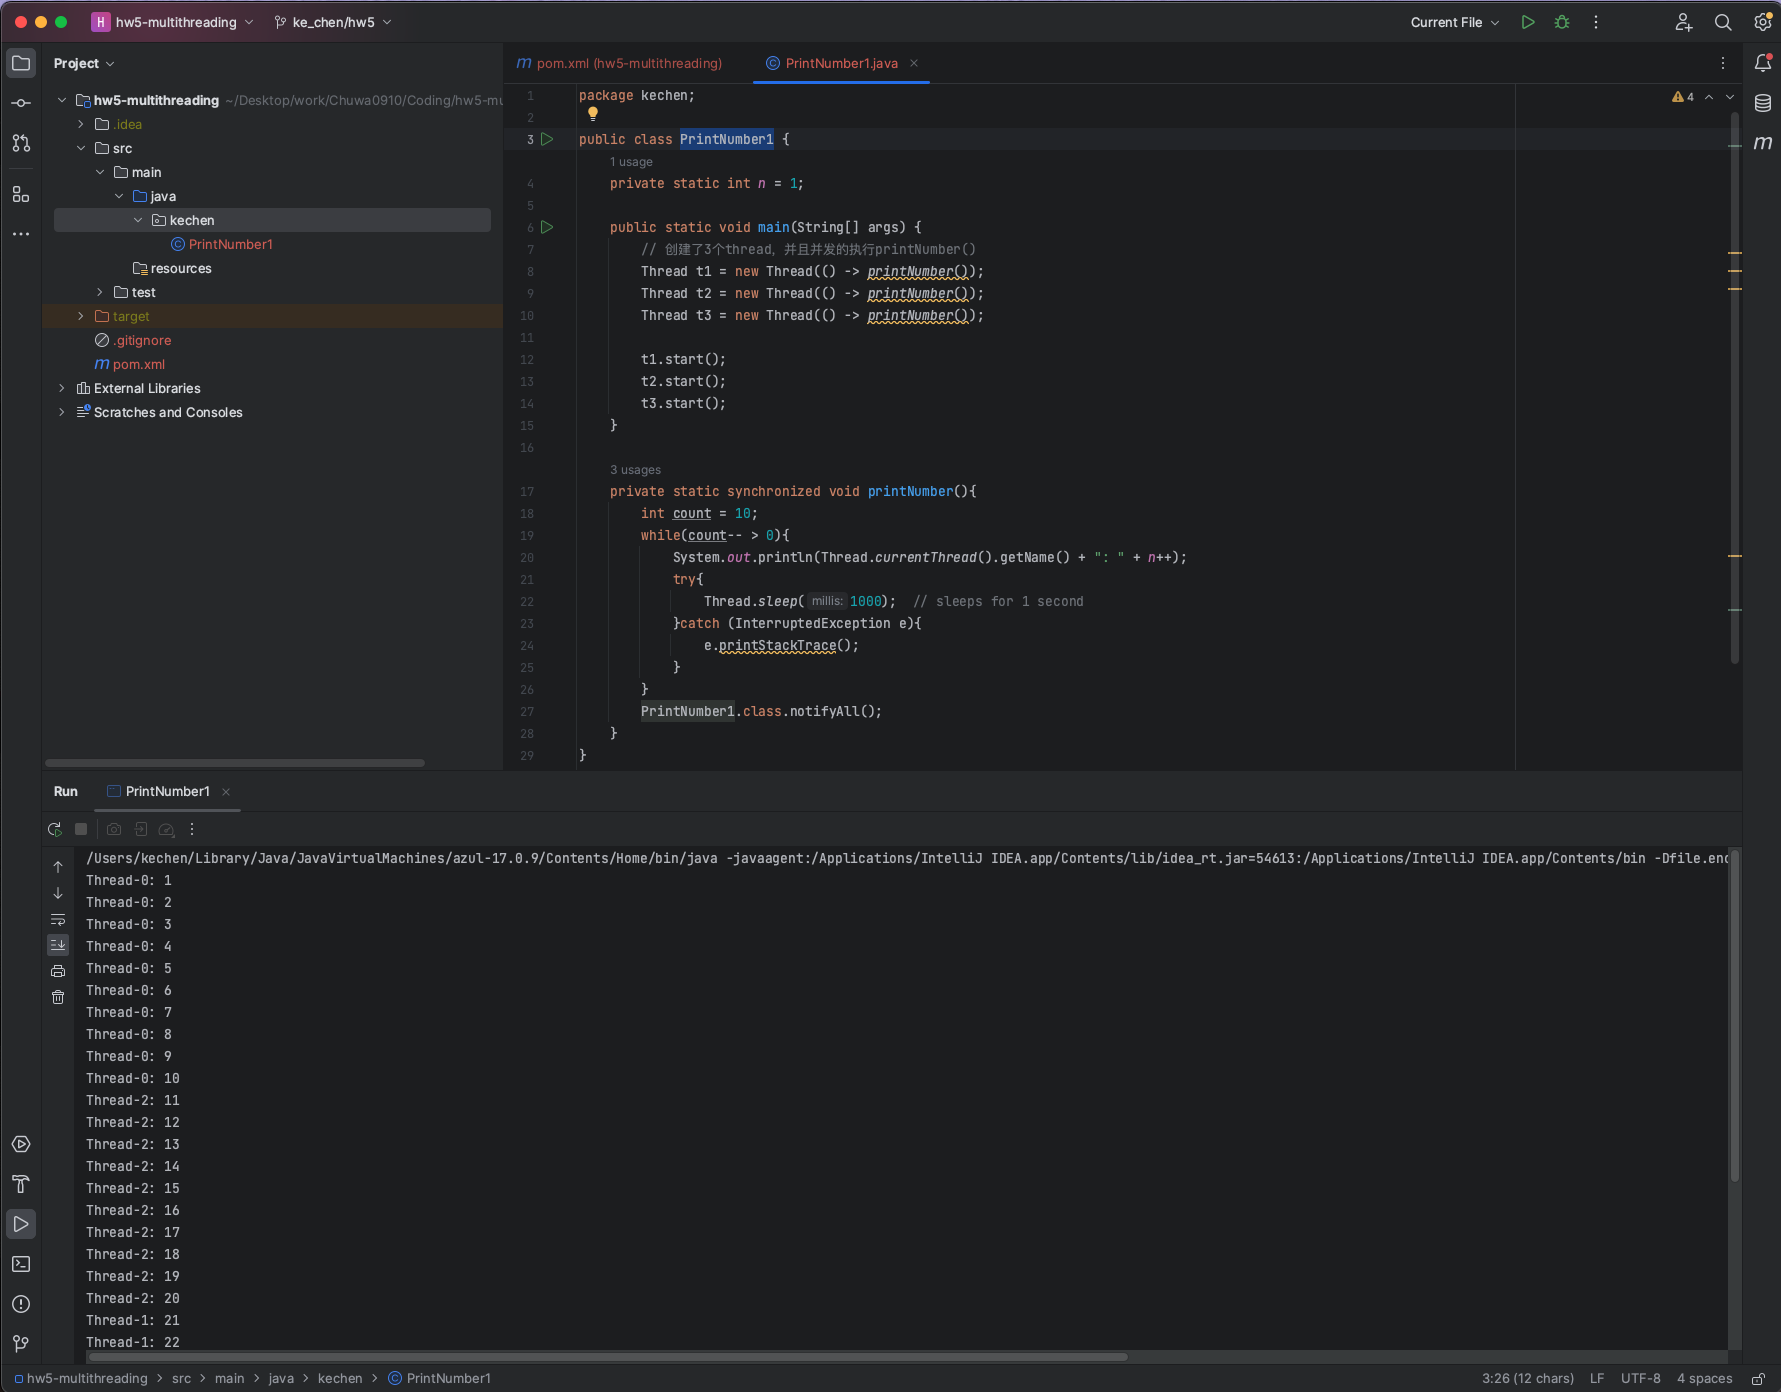 H hw5-multithreading ke_chen/hw5 Current File
Project
hw5-multithreading ~/Desktop/work/Chuwa0910/Coding/hw5-mu
.idea
src
main
java
kechen
PrintNumber1
resources
test
target
.gitignore
m pom.xml
External Libraries
Scratches and Consoles
m pom.xml (hw5-multithreading) PrintNumber1.java
4
1 package kechen;
2
3 public class PrintNumber1 {
1 usage
4 private static int n = 1;
5
6 public static void main(String[] args) {
7 // 创建了3个thread，并且并发的执行printNumber()
8 Thread t1 = new Thread(() -> printNumber());
9 Thread t2 = new Thread(() -> printNumber());
10 Thread t3 = new Thread(() -> printNumber());
11
12 t1.start();
13 t2.start();
14 t3.start();
15 }
16
3 usages
17 private static synchronized void printNumber(){
18 int count = 10;
19 while(count-- > 0){
20 System.out.println(Thread.currentThread().getName() + ": " + n++);
21 try{
22 Thread.sleep( millis: 1000); // sleeps for 1 second
23 }catch (InterruptedException e){
24 e.printStackTrace();
25 }
26 }
27 PrintNumber1.class.notifyAll();
28 }
29 }
Run PrintNumber1
/Users/kechen/Library/Java/JavaVirtualMachines/azul-17.0.9/Contents/Home/bin/java -javaagent:/Applications/IntelliJ IDEA.app/Contents/lib/idea_rt.jar=54613:/Applications/IntelliJ IDEA.app/Contents/bin -Dfile.enc
Thread-0: 1
Thread-0: 2
Thread-0: 3
Thread-0: 4
Thread-0: 5
Thread-0: 6
Thread-0: 7
Thread-0: 8
Thread-0: 9
Thread-0: 10
Thread-2: 11
Thread-2: 12
Thread-2: 13
Thread-2: 14
Thread-2: 15
Thread-2: 16
Thread-2: 17
Thread-2: 18
Thread-2: 19
Thread-2: 20
Thread-1: 21
Thread-1: 22
hw5-multithreading > src > main > java > kechen > PrintNumber1 3:26 (12 chars) LF UTF-8 4 spaces